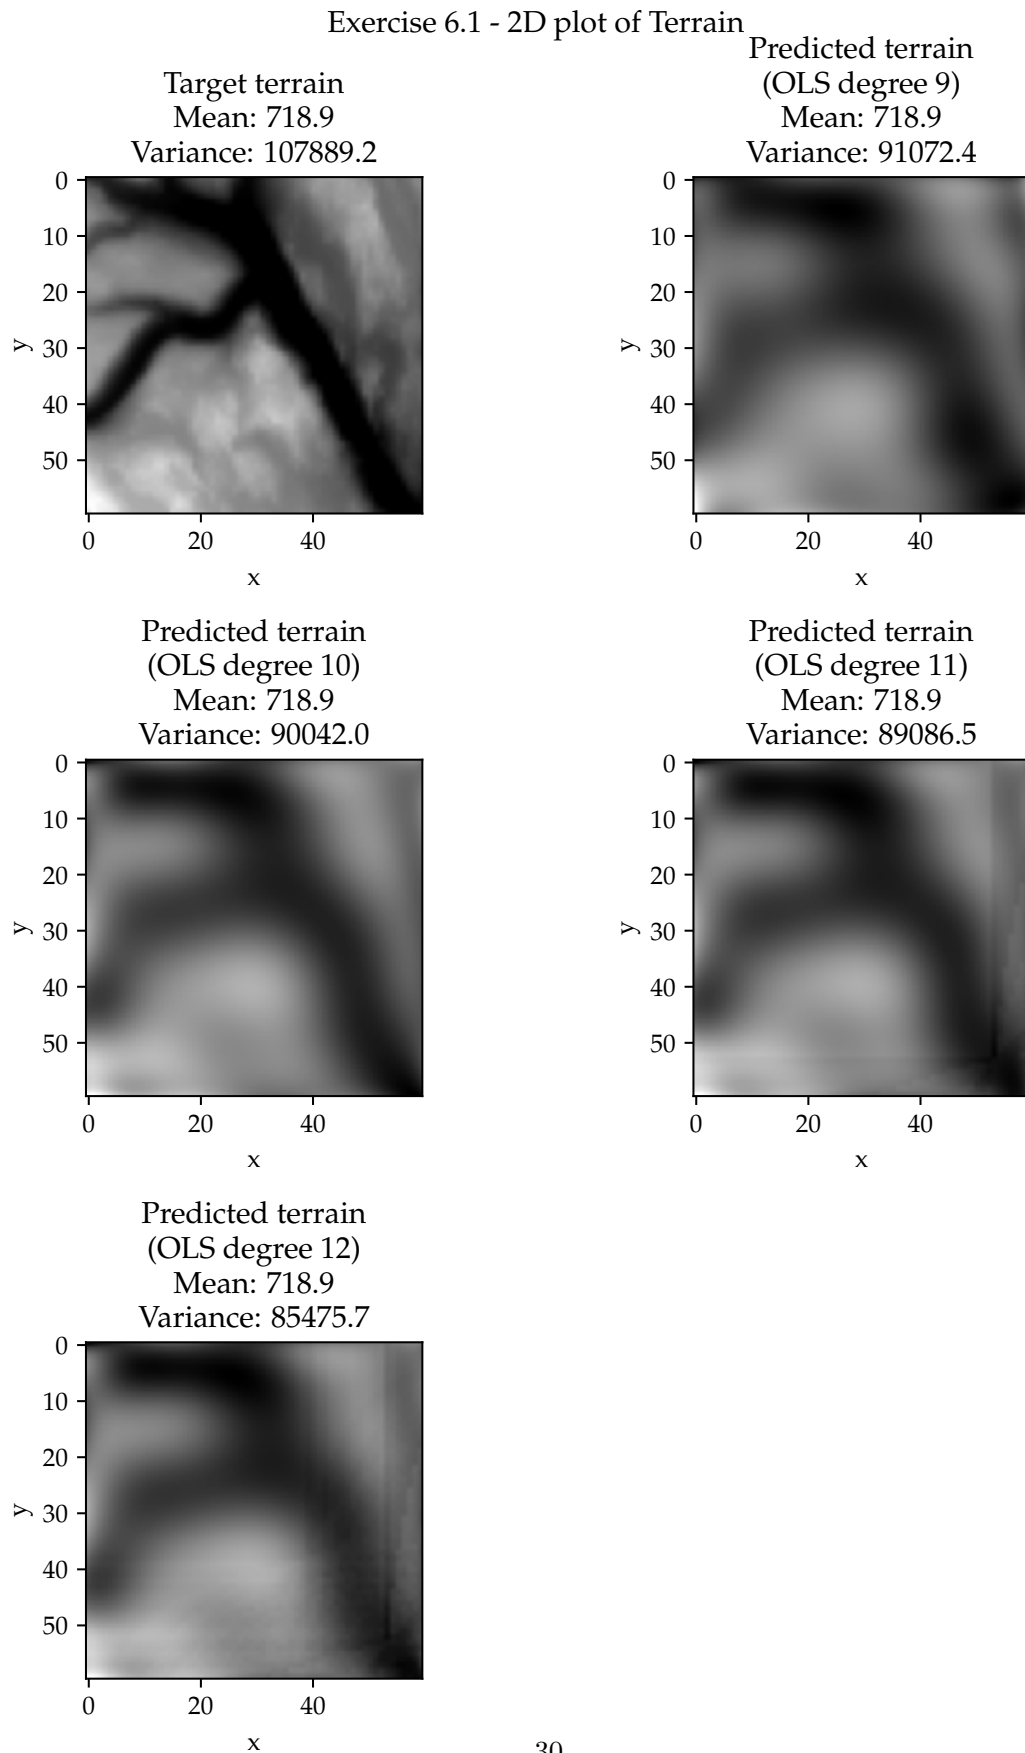 Exercise 6.1 - 2D plot of Terrain
Target terrain
Mean: 718.9
Variance: 107889.2
0
10
20
30
40
50
y
0 20 40
x
Predicted terrain
(OLS degree 9)
Mean: 718.9
Variance: 91072.4
0
10
20
30
40
50
y
0 20 40
x
Predicted terrain
(OLS degree 10)
Mean: 718.9
Variance: 90042.0
0
10
20
30
40
50
y
0 20 40
x
Predicted terrain
(OLS degree 11)
Mean: 718.9
Variance: 89086.5
0
10
20
30
40
50
y
0 20 40
x
Predicted terrain
(OLS degree 12)
Mean: 718.9
Variance: 85475.7
0
10
20
30
40
50
y
0 20 40
x
30